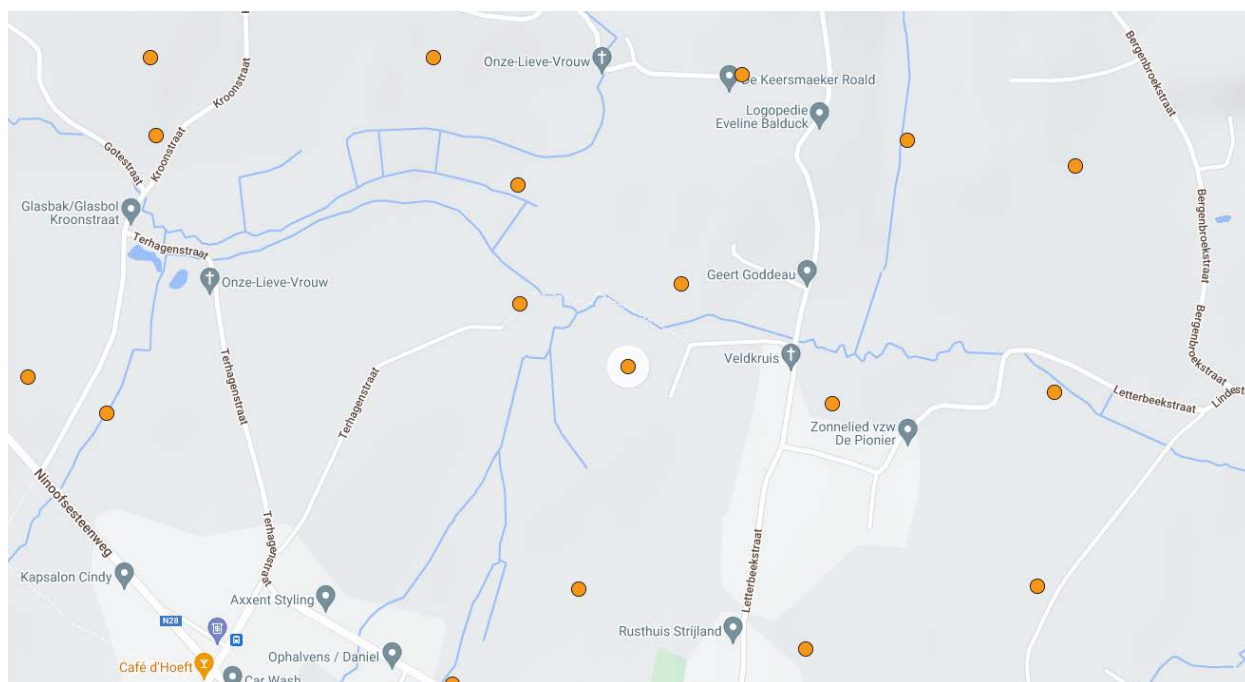 Onze-Lieve-Vrouw
De Keersmaeker Roald
Bergenbroekstraat
Kroonstraat
Logopedie
Eveline Balduck
Gotestraat
Kroonstraat
Glasbak/Glasbol
Kroonstraat
Bergenbroekstraat
Terhagenstraat
Onze-Lieve-Vrouw
Geert Goddeau
Bergenbroekstraat
Veldkruis
Terhagenstraat
Terhagenstraat
Letterbeekstraat
Lindest
Zonnelied vzw
De Pionier
Ninoofsesteenweg
Terhagenstraat
Kapsalon Cindy
Letterbeekstraat
Axxent Styling
N28
Rusthuis Strijland
Ophalvens / Daniel
Café d'Hoeft
Car Wash